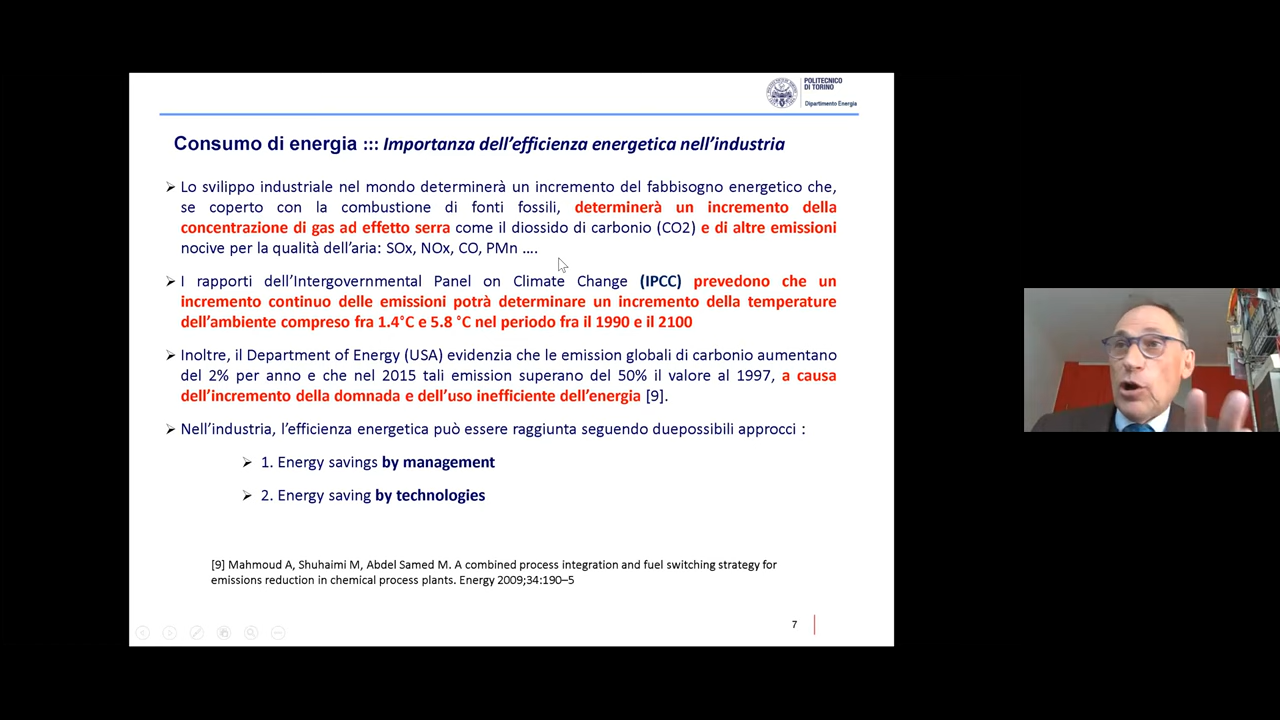 POLITECNICO
DI TORINO
Dipartimento Energia
Consumo di energia ::: Importanza dell'efficienza energetica nell'industria
Lo sviluppo industriale nel mondo determinerà un incremento del fabbisogno energetico che,
se coperto con la combustione di fonti fossili, determinerà un incremento della
concentrazione di gas ad effetto serra come il diossido di carbonio (CO2) e di altre emissioni
nocive per la qualità dell'aria: SOx, NOx, CO, PMn ....
I rapporti dell'Intergovernmental Panel on Climate Change (IPCC) prevedono che un
incremento continuo delle emissioni potrà determinare un incremento della temperature
dell'ambiente compreso fra 1.4°C e 5.8 °C nel periodo fra il 1990 e il 2100
Inoltre, il Department of Energy (USA) evidenzia che le emission globali di carbonio aumentano
del 2% per anno e che nel 2015 tali emission superano del 50% il valore al 1997, a causa
dell'incremento della domnada e dell'uso inefficiente dell'energia [9].
Nell'industria, l'efficienza energetica può essere raggiunta seguendo duepossibili approcci :
1. Energy savings by management
2. Energy saving by technologies
[9] Mahmoud A, Shuhaimi M, Abdel Samed M. A combined process integration and fuel switching strategy for
emissions reduction in chemical process plants. Energy 2009;34:190–5
7